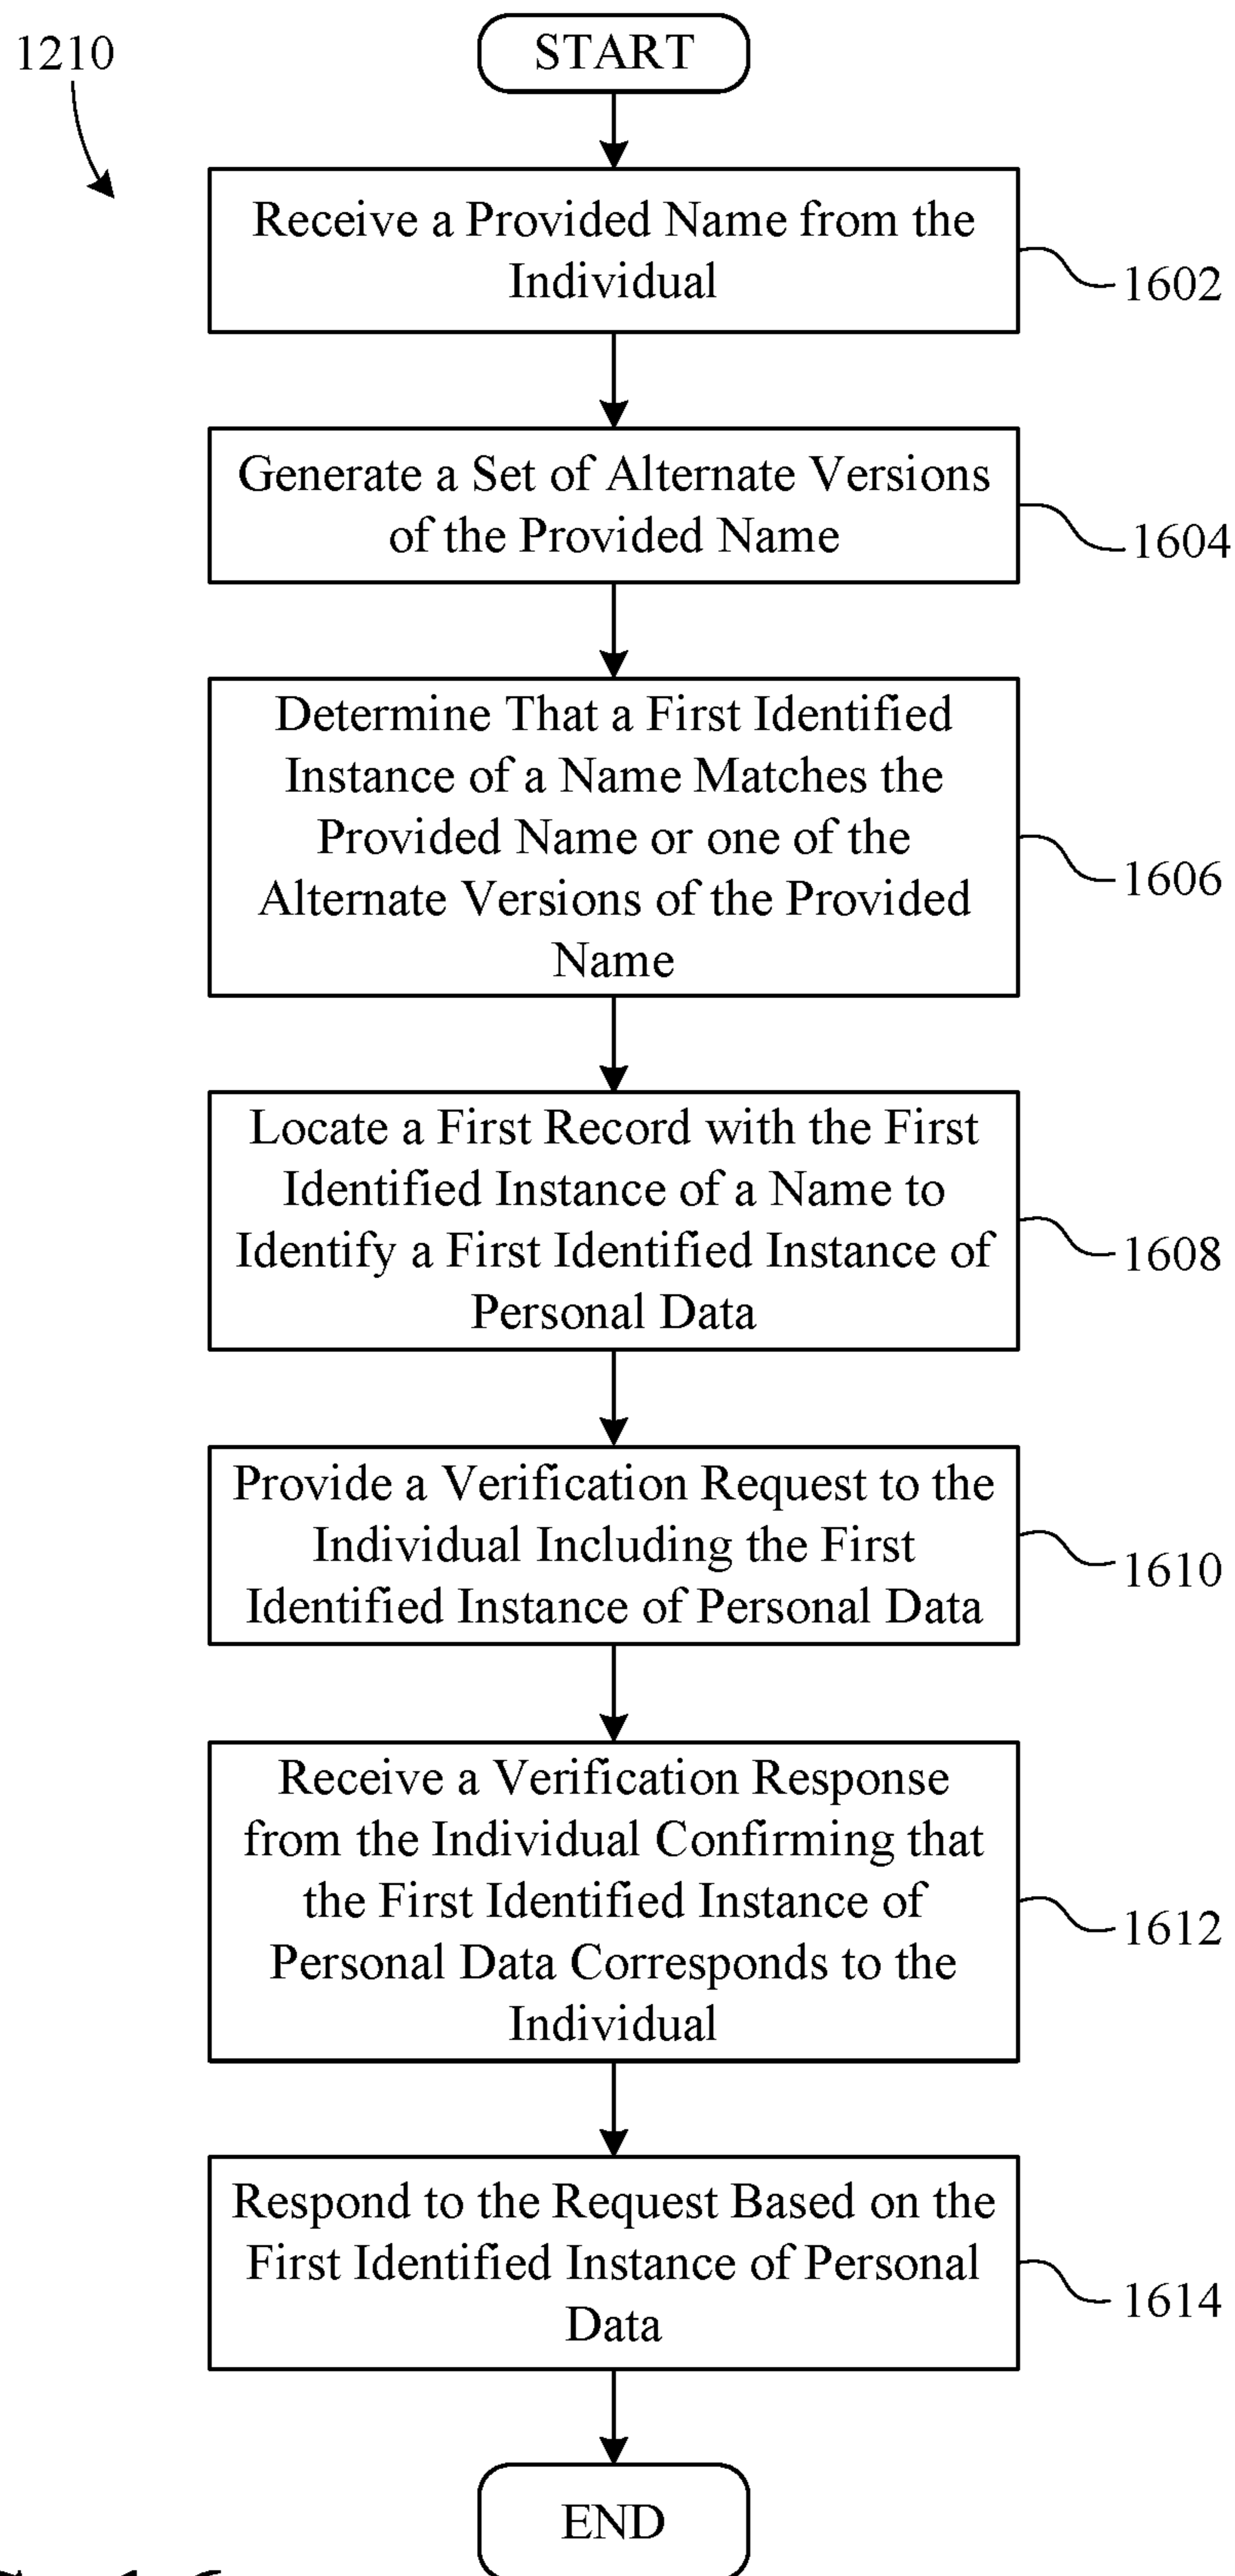 1210
START
Receive a Provided Name from the
Individual
1602
Generate a Set of Alternate Versions
of the Provided Name
1604
Determine That a First Identified
Instance of a Name Matches the
Provided Name or one of the
Alternate Versions of the Provided
Name
1606
Locate a First Record with the First
Identified Instance of a Name to
Identify a First Identified Instance of
Personal Data
1608
Provide a Verification Request to the
Individual Including the First
Identified Instance of Personal Data
1610
Receive a Verification Response
from the Individual Confirming that
the First Identified Instance of
Personal Data Corresponds to the
Individual
1612
Respond to the Request Based on the
First Identified Instance of Personal
Data
1614
END